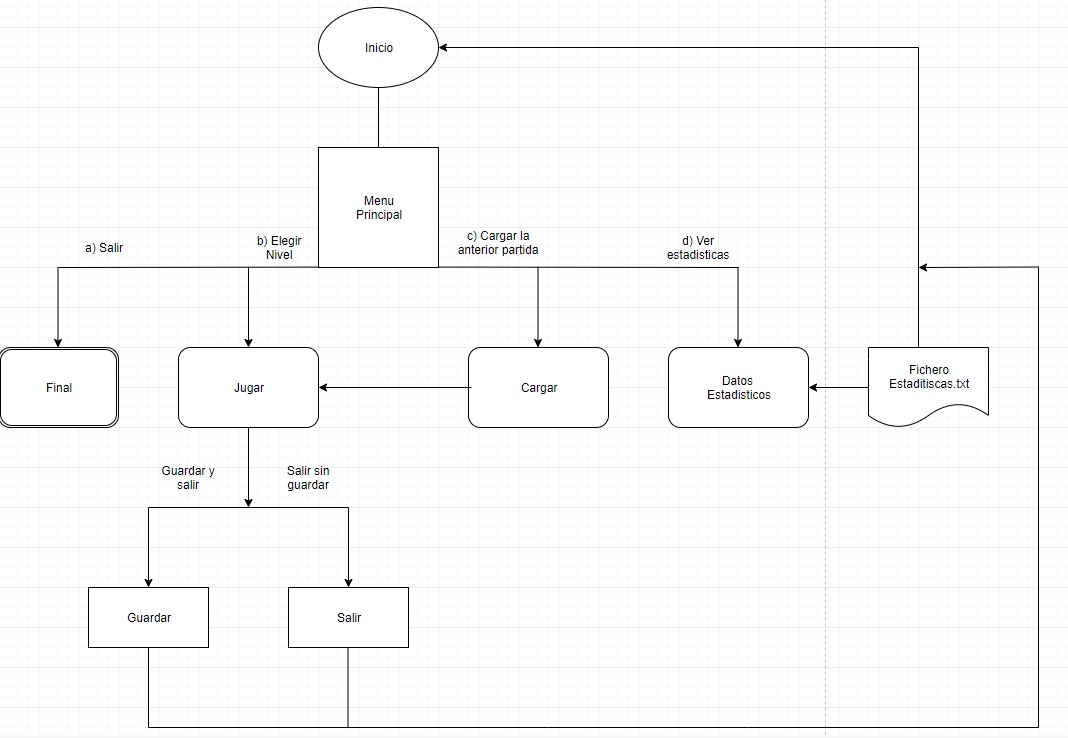 Inicio
Menu
Principal
a) Salir
b) Elegir
Nivel
c) Cargar la
anterior partida
d) Ver
estadisticas
Final
Jugar
Cargar
Datos
Estadisticos
Fichero
Estaditiscas.txt
Guardar y
salir
Salir sin
guardar
Guardar
Salir